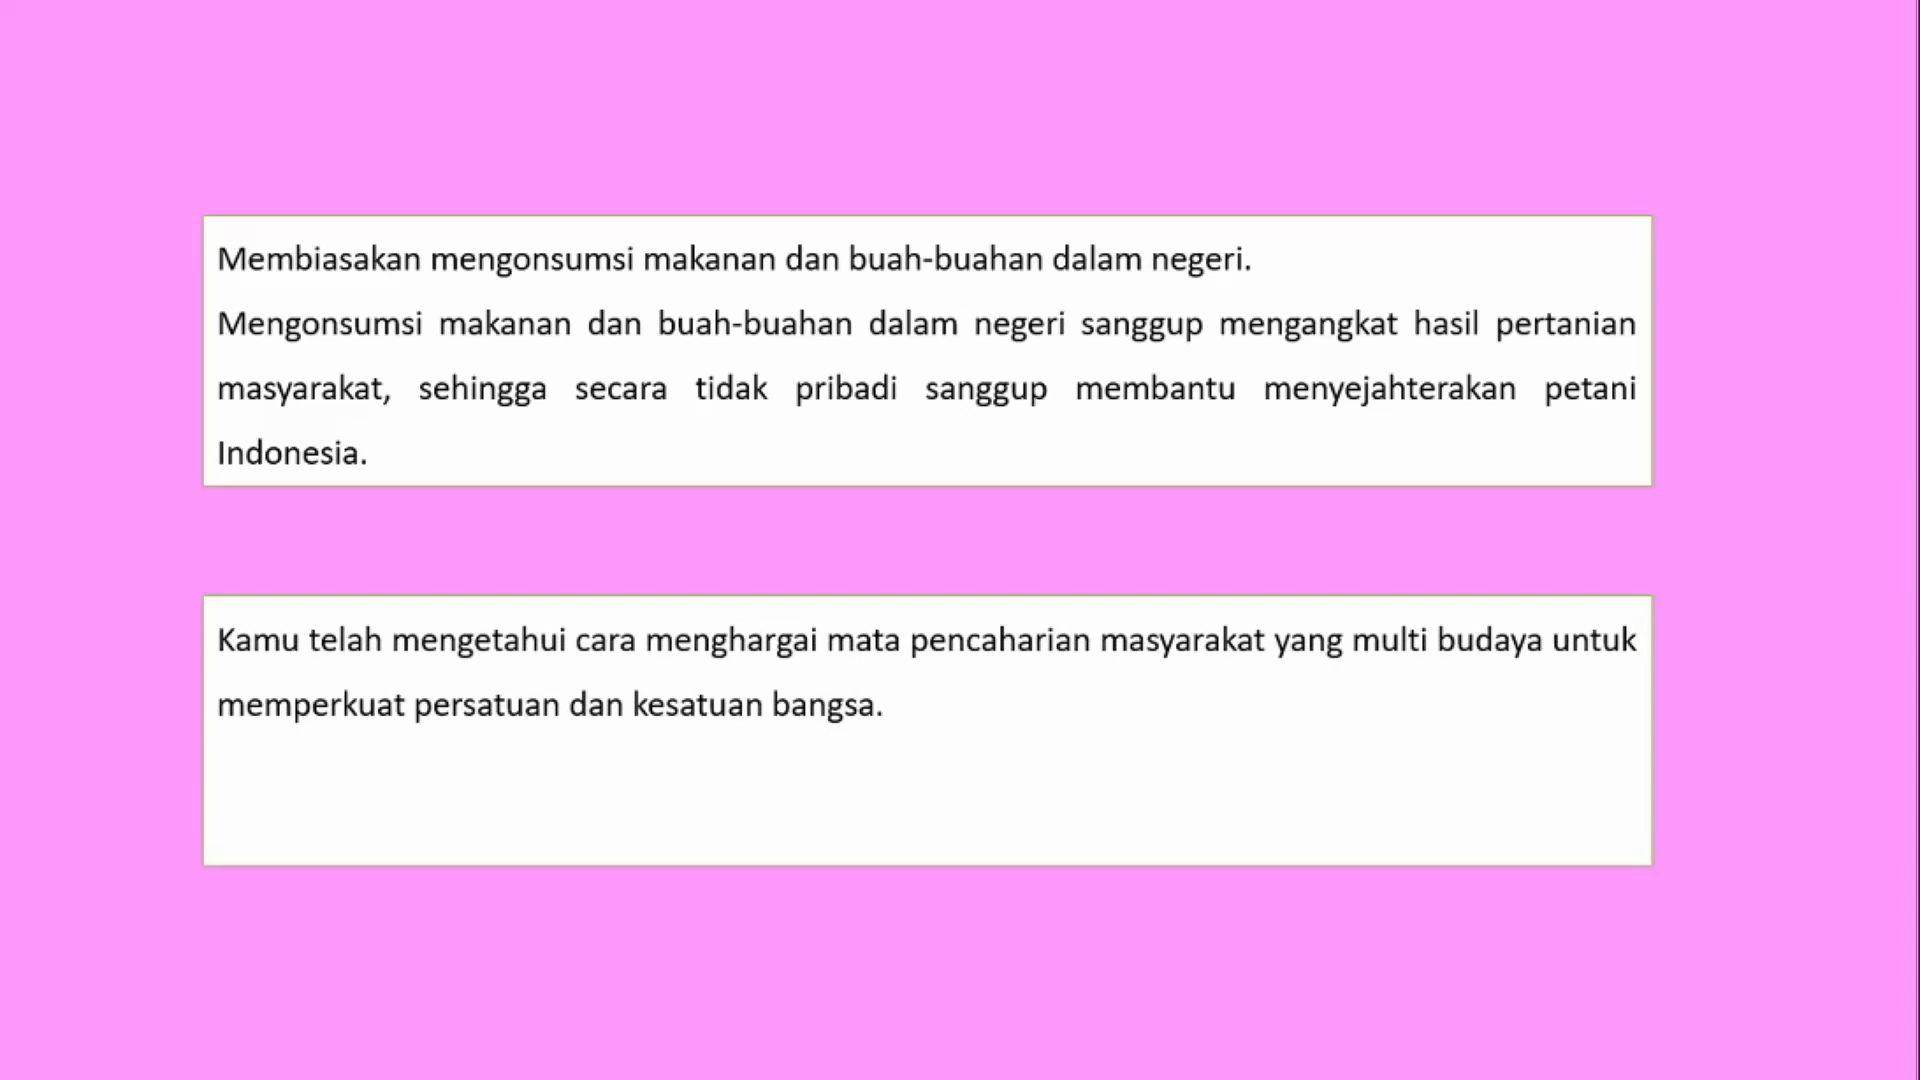 Membiasakan mengonsumsi makanan dan buah-buahan dalam negeri.
Mengonsumsi makanan dan buah-buahan dalam negeri sanggup mengangkat hasil pertanian
masyarakat, sehingga secara tidak pribadi sanggup membantu menyejahterakan petani
Indonesia.
Kamu telah mengetahui cara menghargai mata pencaharian masyarakat yang multi budaya untuk
memperkuat persatuan dan kesatuan bangsa.